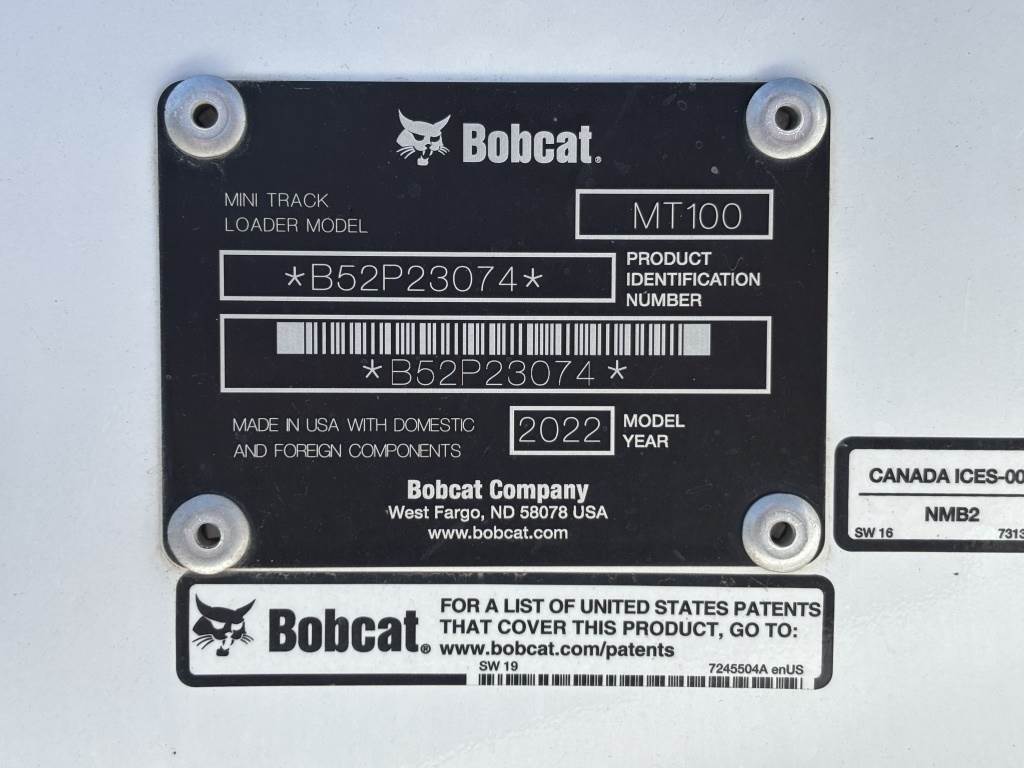 Bobcat.
MINI TRACK
LOADER MODEL
MT100
*B52P23074*
PRODUCT
IDENTIFICATION
NUMBER
*B52P23074*
MADE IN USA WITH DOMESTIC
AND FOREIGN COMPONENTS
2022
MODEL
YEAR
Bobcat Company
West Fargo, ND 58078 USA
www.bobcat.com
CANADA ICES-00
NMB2
SW 16 7313
Bobcat®
FOR A LIST OF UNITED STATES PATENTS
THAT COVER THIS PRODUCT, GO TO:
www.bobcat.com/patents
SW 19 7245504A enUS